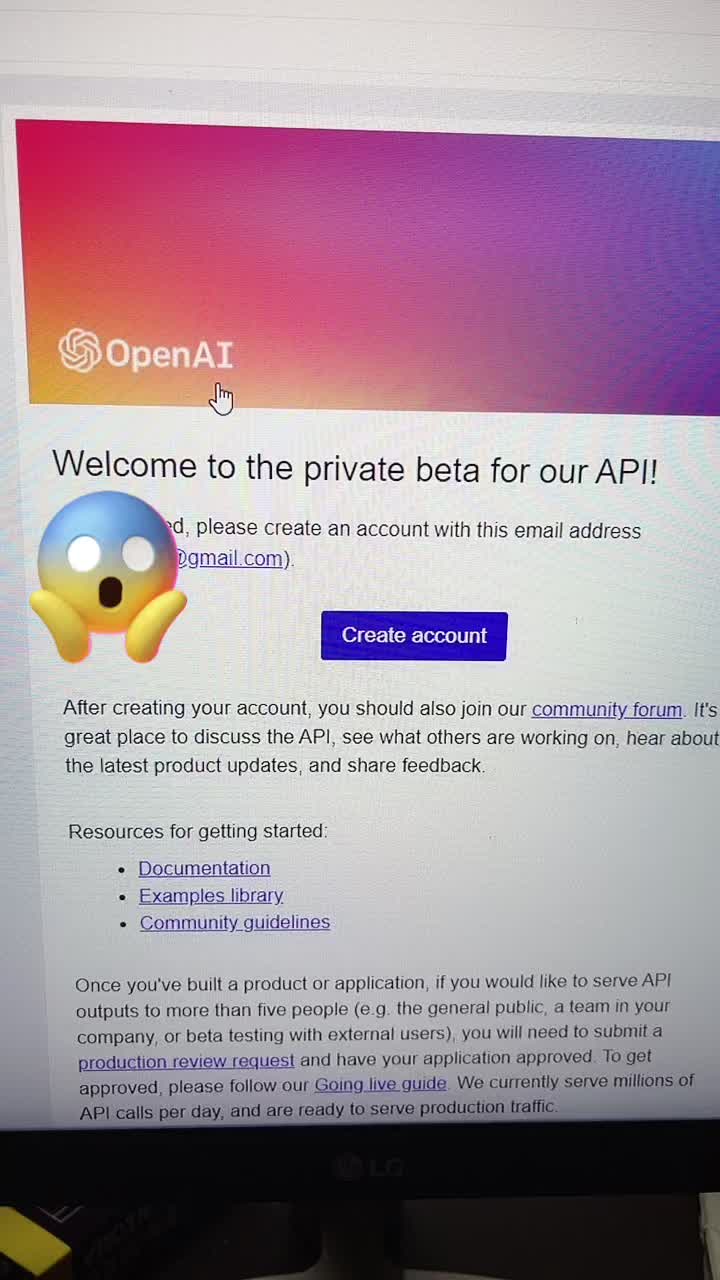 OpenAI
Welcome to the private beta for our API!
please create an account with this email address
@gmail.com).
Create account
After creating your account, you should also join our community forum. It's
great place to discuss the API, see what others are working on, hear about
the latest product updates, and share feedback.
Resources for getting started:
• Documentation
• Examples library
• Community guidelines
Once you've built a product or application, if you would like to serve API
outputs to more than five people (e.g. the general public, a team in your
company, or beta testing with external users), you will need to submit a
production review request and have your application approved. To get
approved, please follow our Going live guide. We currently serve millions of
API calls per day, and are ready to serve production traffic.
LG